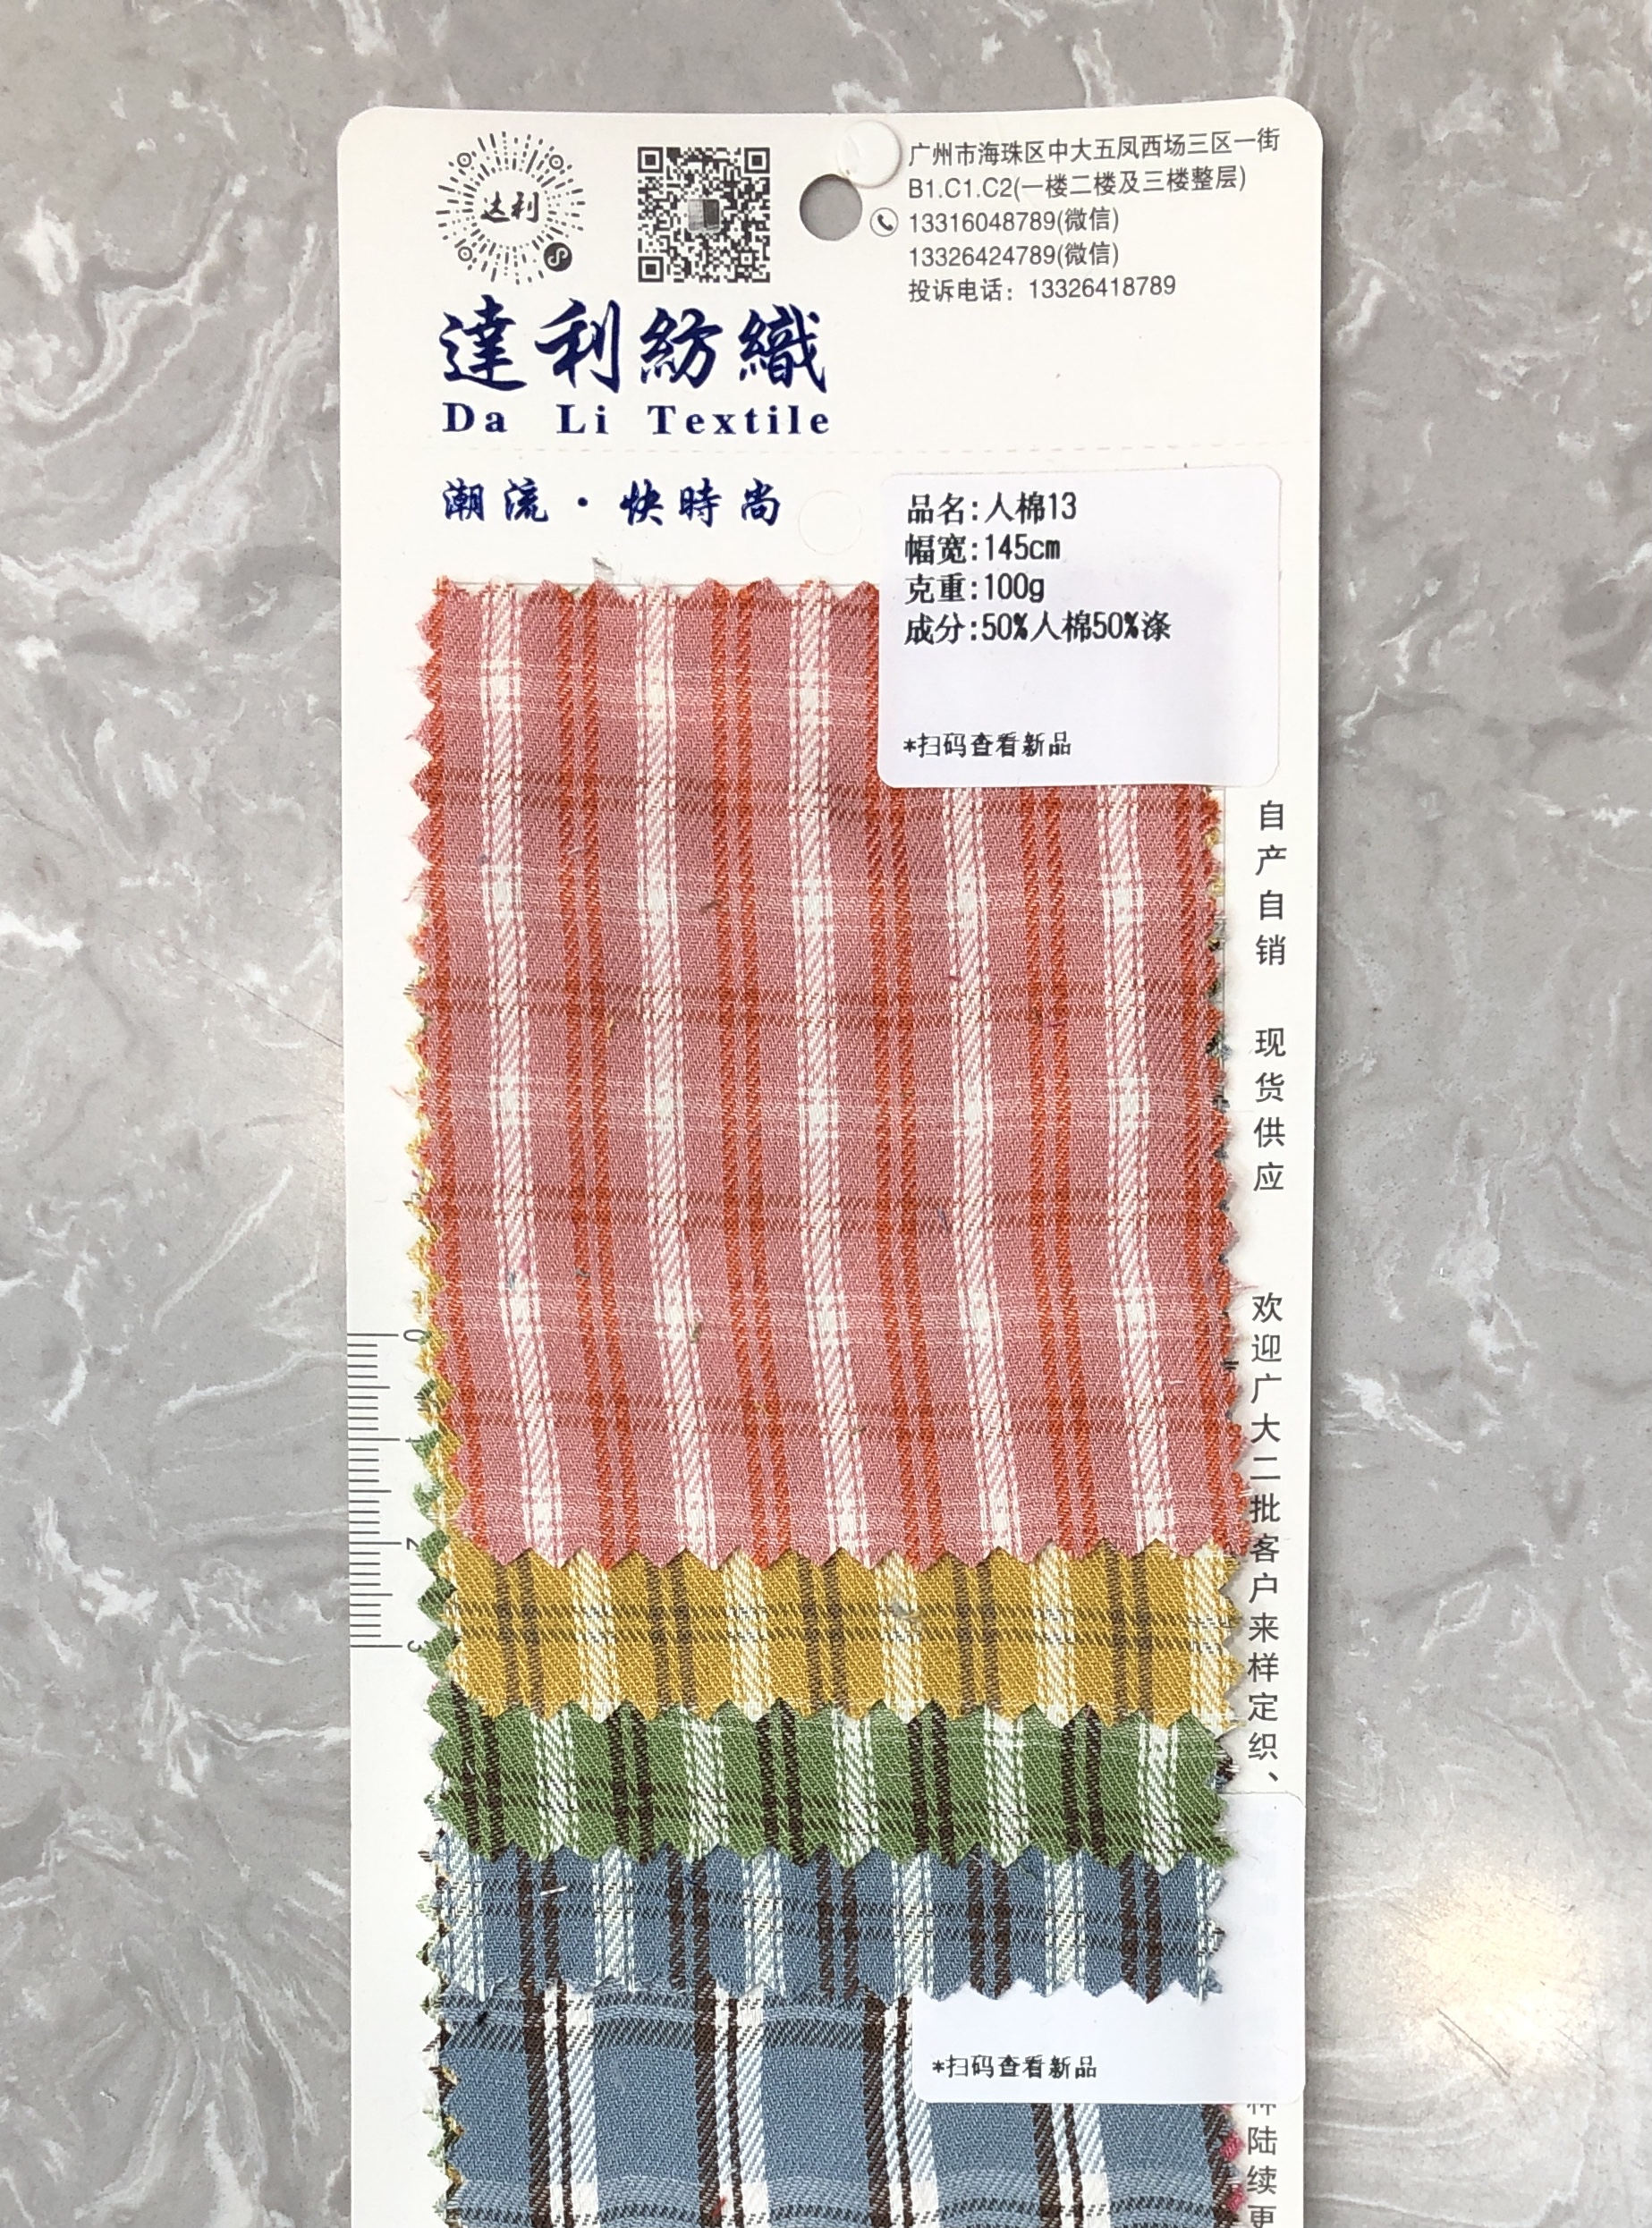 达利
广州市海珠区中大五凤西场三区一街
B1.C1.C2(一楼二楼及三楼整层)
13316048789(微信)
13326424789(微信)
投诉电话：13326418789
達利紡織
Da Li Textile
潮流·快時尚
品名:人棉13
幅宽:145cm
克重:100g
成分:50%人棉50%涤
*扫码查看新品
自产自销 现货供应 欢迎广大二批客户来样定织、
0
1
2
3
*扫码查看新品
陆续更